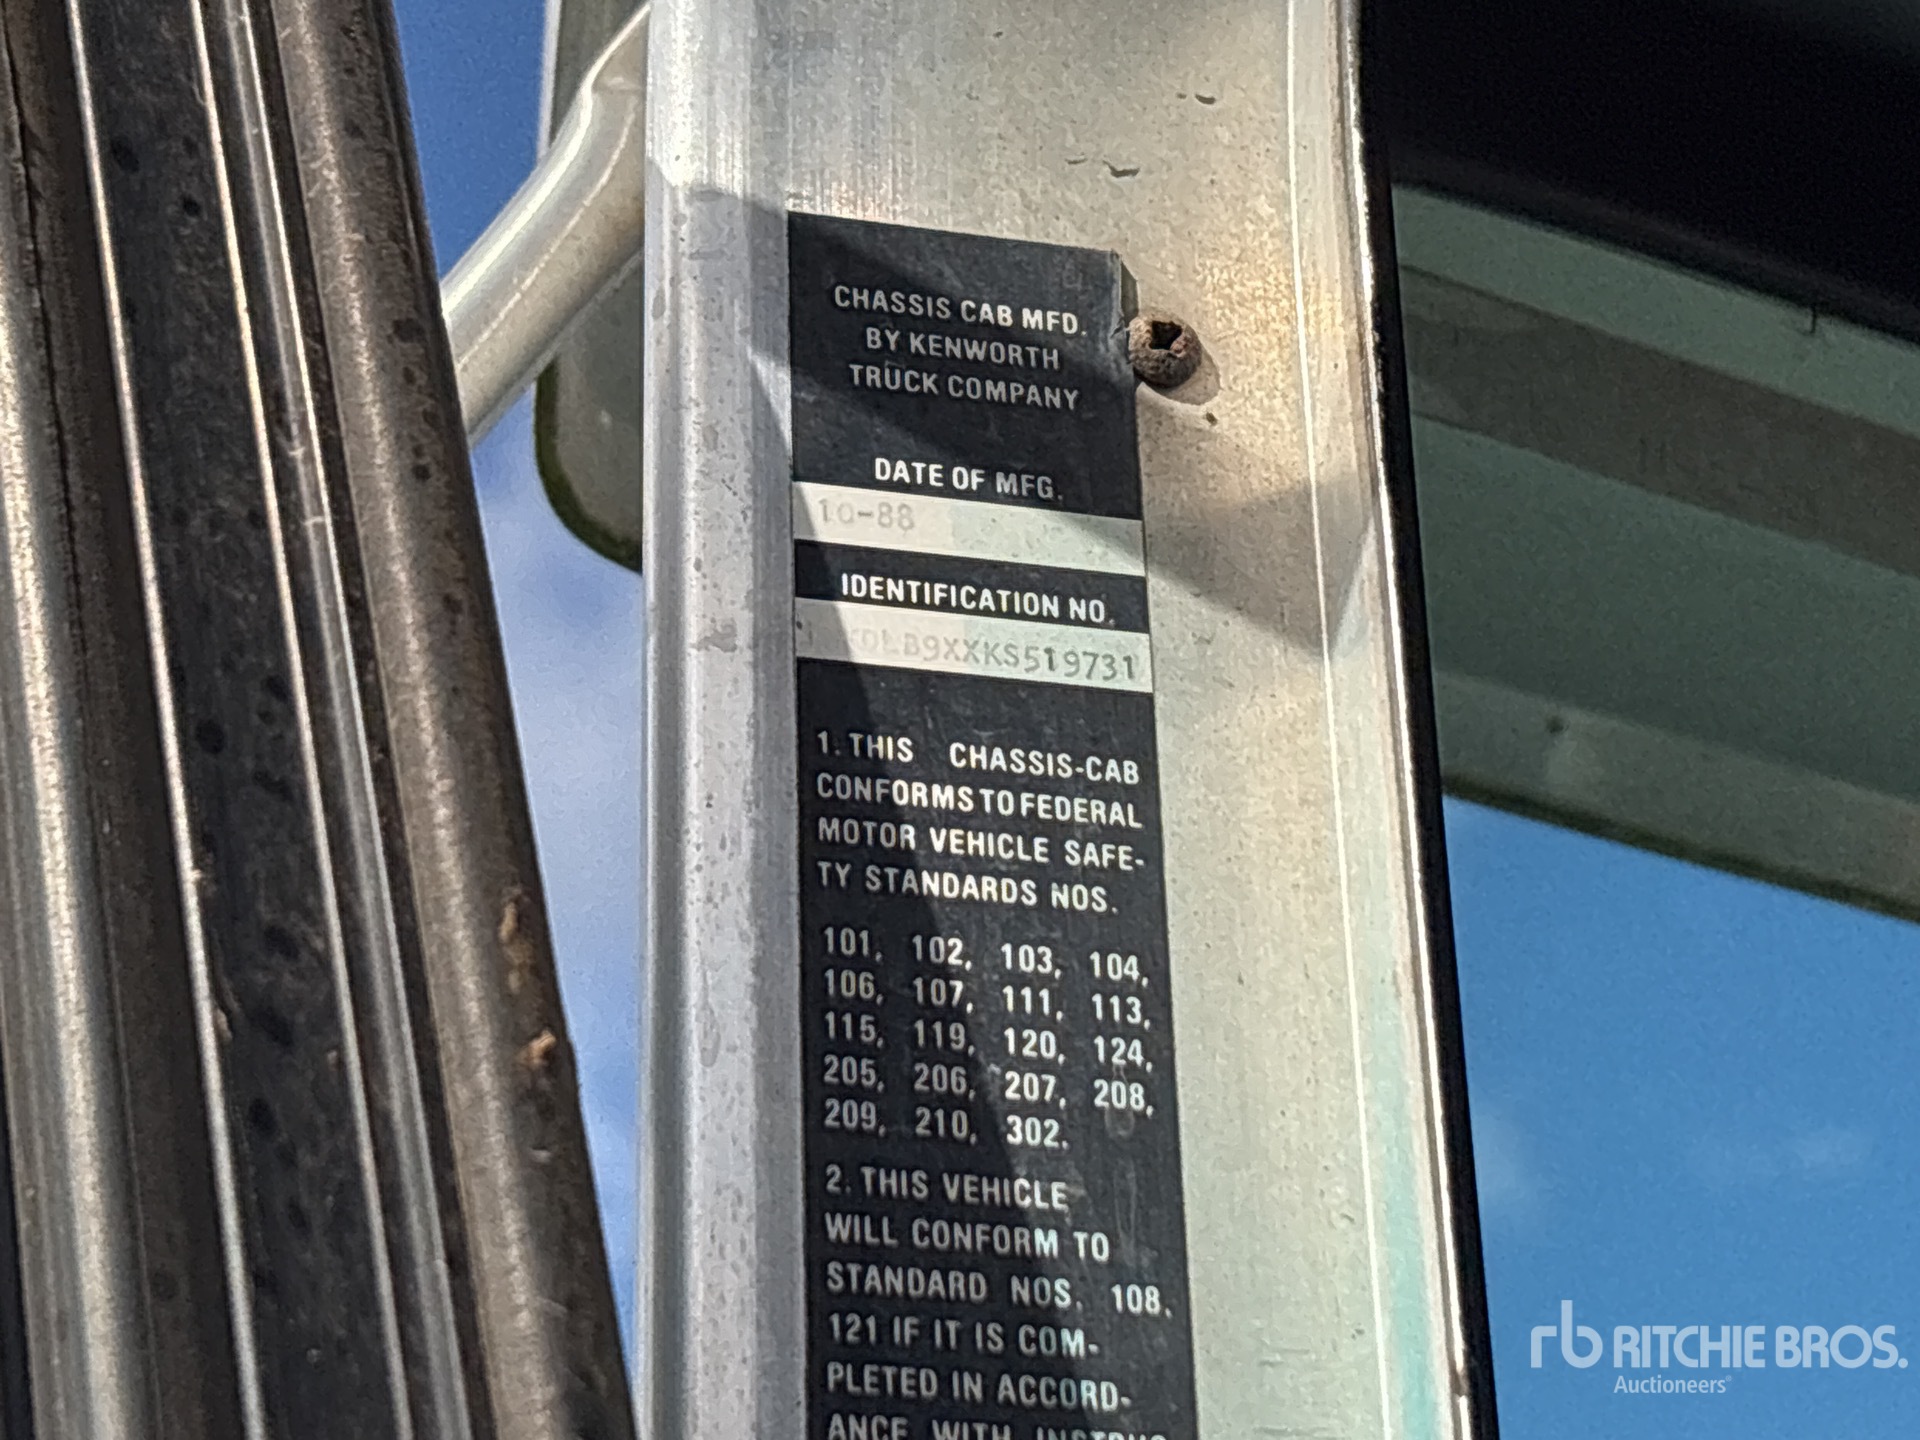 CHASSIS CAB MFD.
BY KENWORTH
TRUCK COMPANY
DATE OF MFG.
10-88
IDENTIFICATION NO.
1. THIS CHASSIS-CAB
CONFORMS TO FEDERAL
MOTOR VEHICLE SAFE-
TY STANDARDS NOS.
101, 102, 103, 104,
106, 107, 111, 113,
115, 119, 120, 124,
205, 206, 207, 208,
209, 210, 302.
2. THIS VEHICLE
WILL CONFORM TO
STANDARD NOS. 108,
121 IF IT IS COM-
PLETED IN ACCORD-
ANCE WITH
rb RITCHIE BROS.
Auctioneers